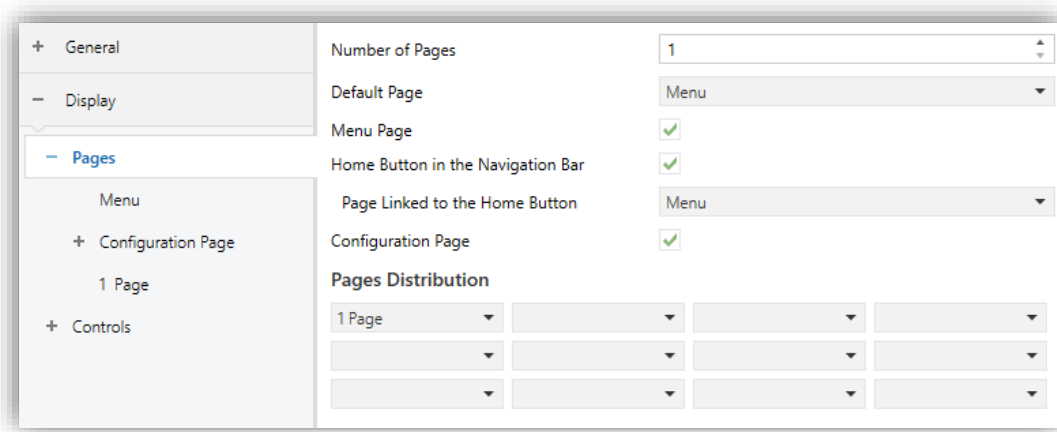 + General
− Display
− Pages
Menu
+ Configuration Page
1 Page
+ Controls
Number of Pages 1
Default Page Menu
Menu Page ✓
Home Button in the Navigation Bar ✓
Page Linked to the Home Button Menu
Configuration Page ✓
Pages Distribution
1 Page